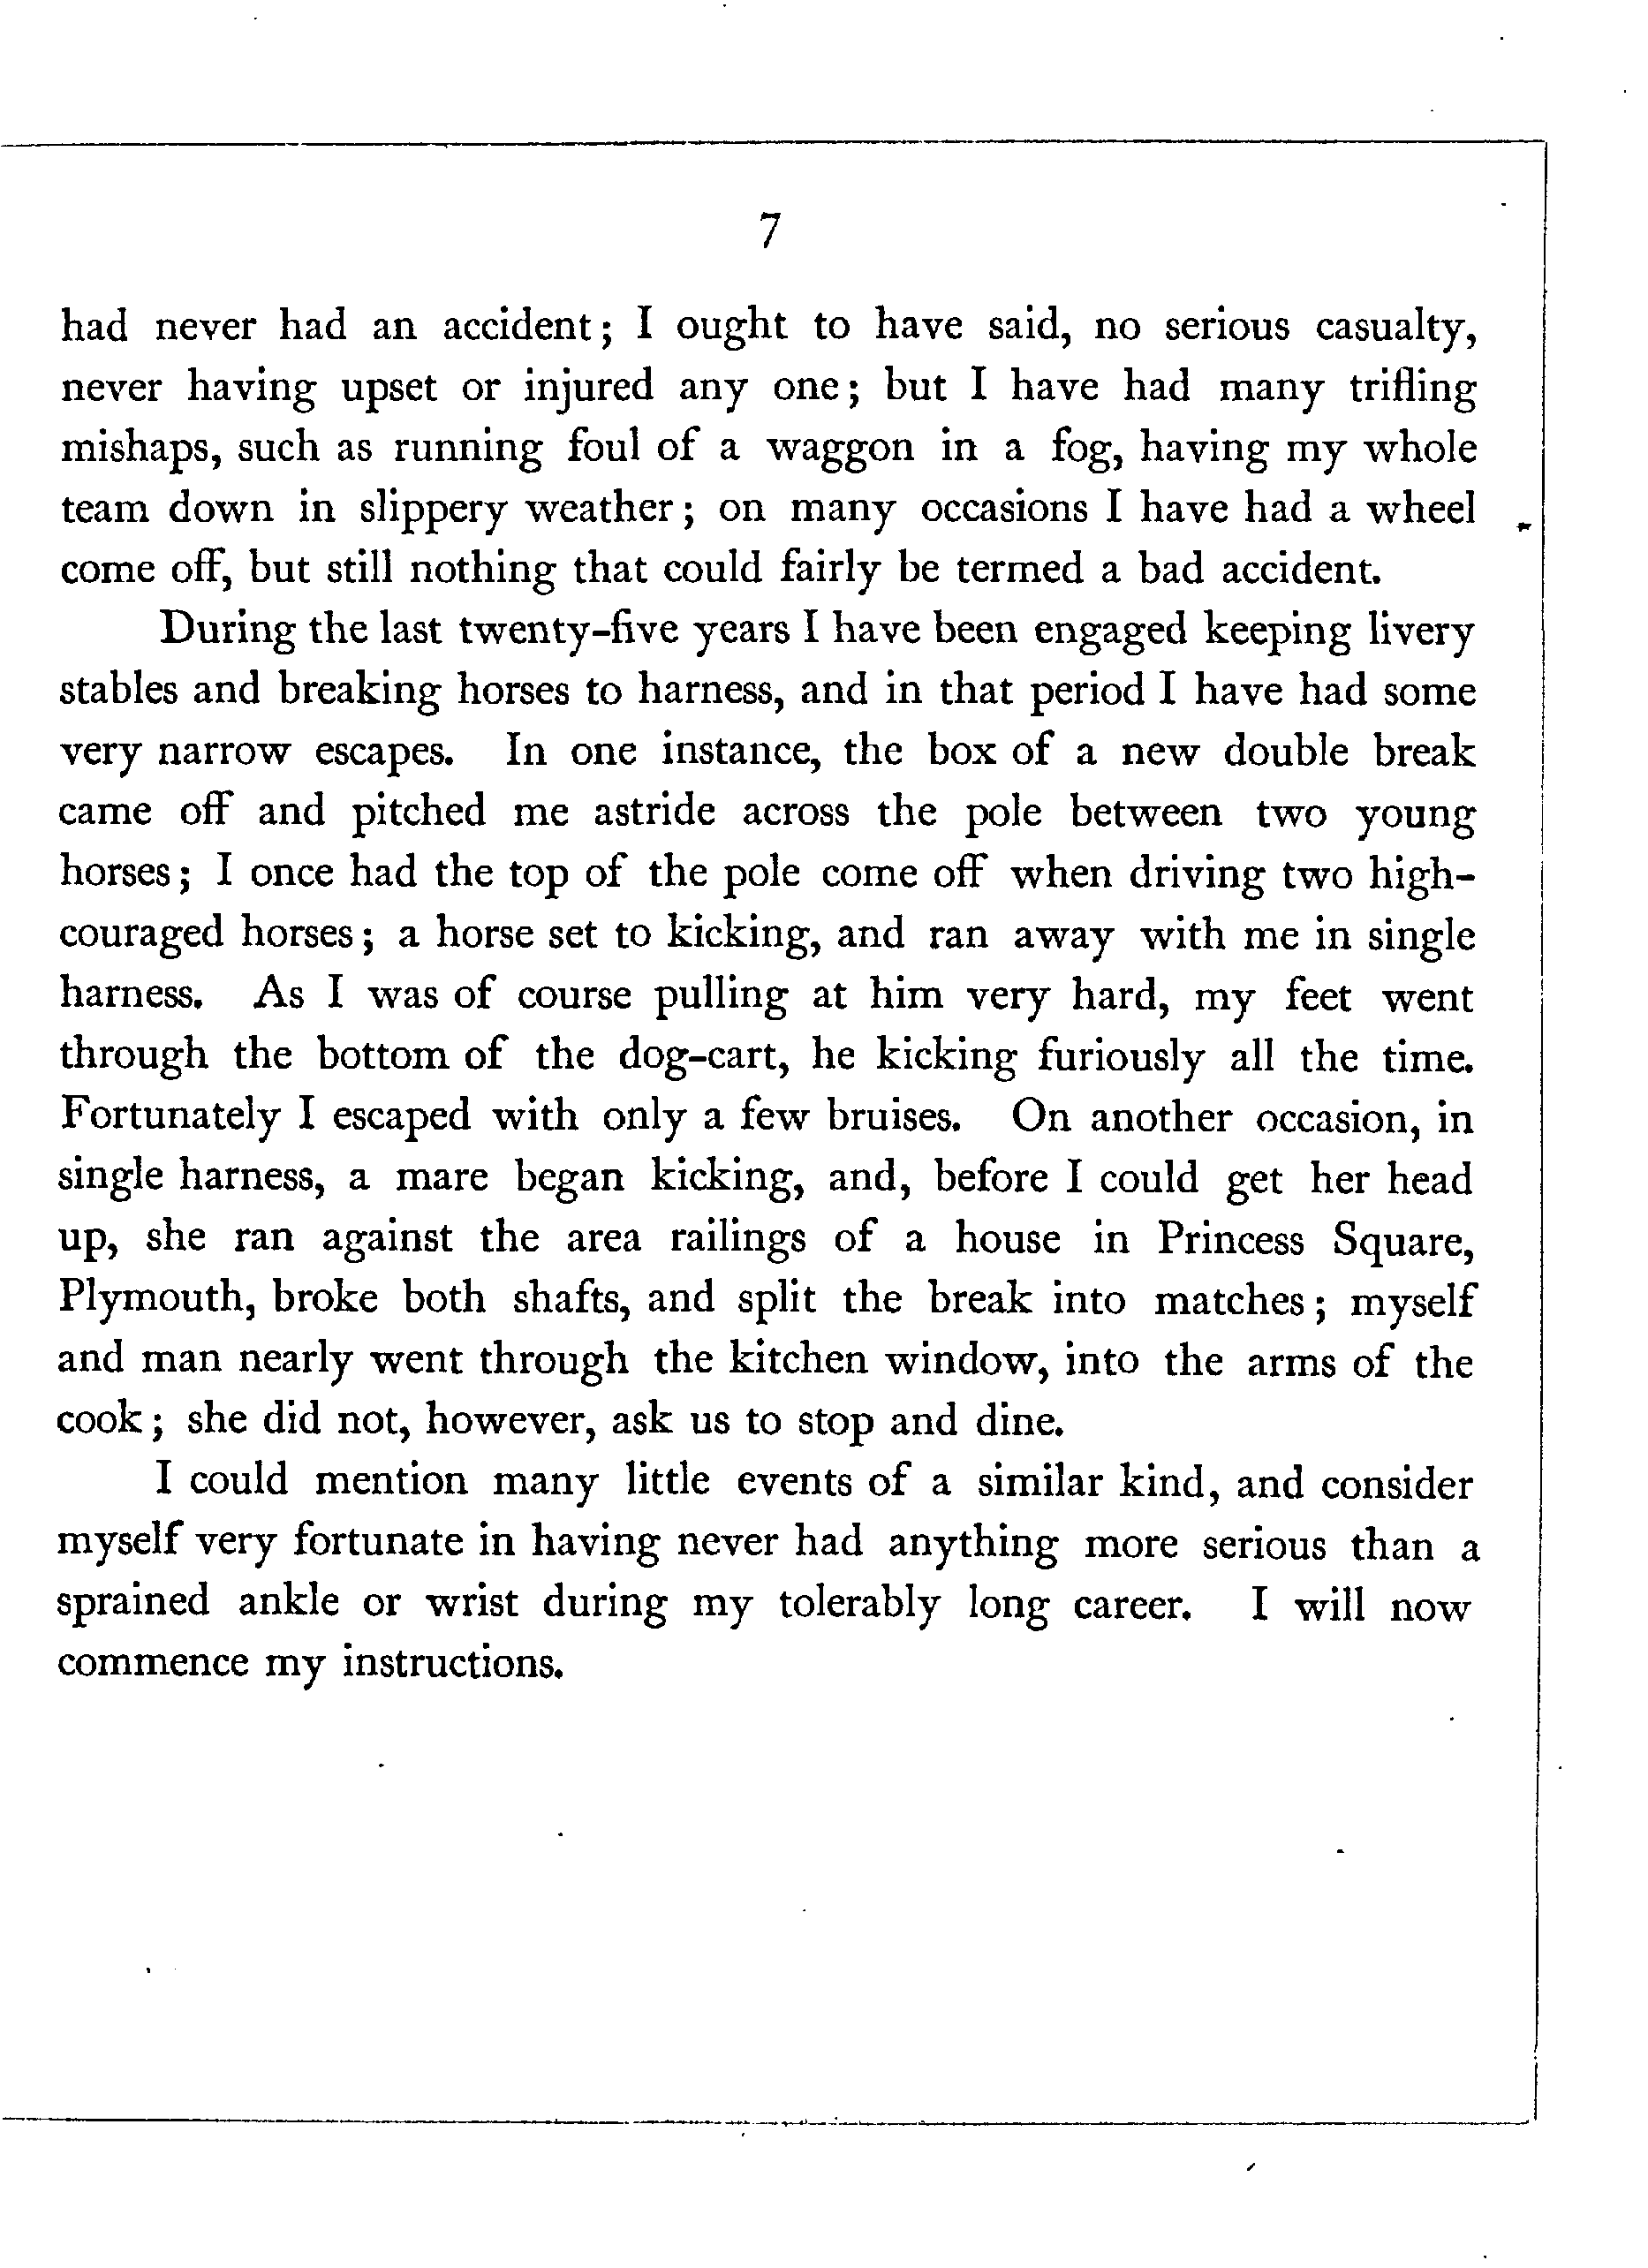 7
had never had an accident; I ought to have said, no serious casualty,
never having upset or injured any one; but I have had many trifling
mishaps, such as running foul of a waggon in a fog, having my whole
team down in slippery weather; on many occasions I have had a wheel
come off, but still nothing that could fairly be termed a bad accident.
During the last twenty-five years I have been engaged keeping livery
stables and breaking horses to harness, and in that period I have had some
very narrow escapes. In one instance, the box of a new double break
came off and pitched me astride across the pole between two young
horses; I once had the top of the pole come off when driving two high-
couraged horses; a horse set to kicking, and ran away with me in single
harness. As I was of course pulling at him very hard, my feet went
through the bottom of the dog-cart, he kicking furiously all the time.
Fortunately I escaped with only a few bruises. On another occasion, in
single harness, a mare began kicking, and, before I could get her head
up, she ran against the area railings of a house in Princess Square,
Plymouth, broke both shafts, and split the break into matches; myself
and man nearly went through the kitchen window, into the arms of the
cook; she did not, however, ask us to stop and dine.
I could mention many little events of a similar kind, and consider
myself very fortunate in having never had anything more serious than a
sprained ankle or wrist during my tolerably long career. I will now
commence my instructions.